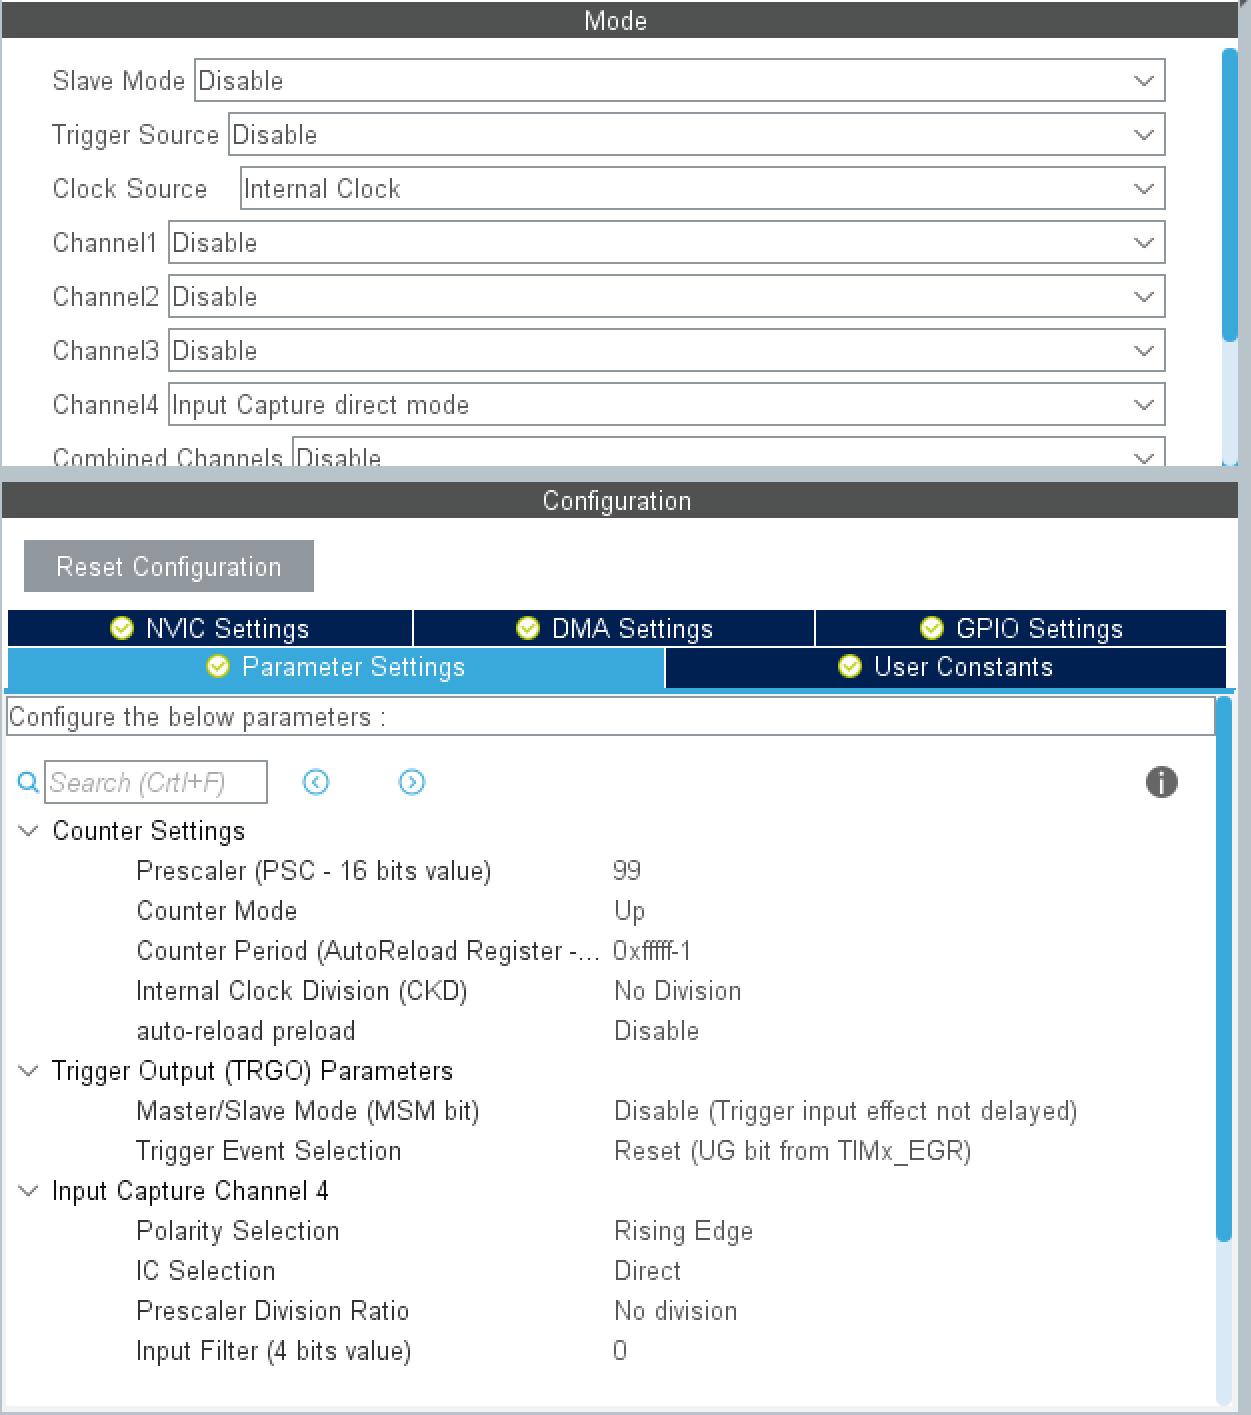 Mode
Slave Mode Disable
Trigger Source Disable
Clock Source Internal Clock
Channel1 Disable
Channel2 Disable
Channel3 Disable
Channel4 Input Capture direct mode
Combined Channels Disable
Configuration
Reset Configuration
NVIC Settings DMA Settings GPIO Settings
Parameter Settings User Constants
Configure the below parameters :
Search (Crtl+F)
Counter Settings
Prescaler (PSC - 16 bits value) 99
Counter Mode Up
Counter Period (AutoReload Register -... 0xfffff-1
Internal Clock Division (CKD) No Division
auto-reload preload Disable
Trigger Output (TRGO) Parameters
Master/Slave Mode (MSM bit) Disable (Trigger input effect not delayed)
Trigger Event Selection Reset (UG bit from TIMx_EGR)
Input Capture Channel 4
Polarity Selection Rising Edge
IC Selection Direct
Prescaler Division Ratio No division
Input Filter (4 bits value) 0